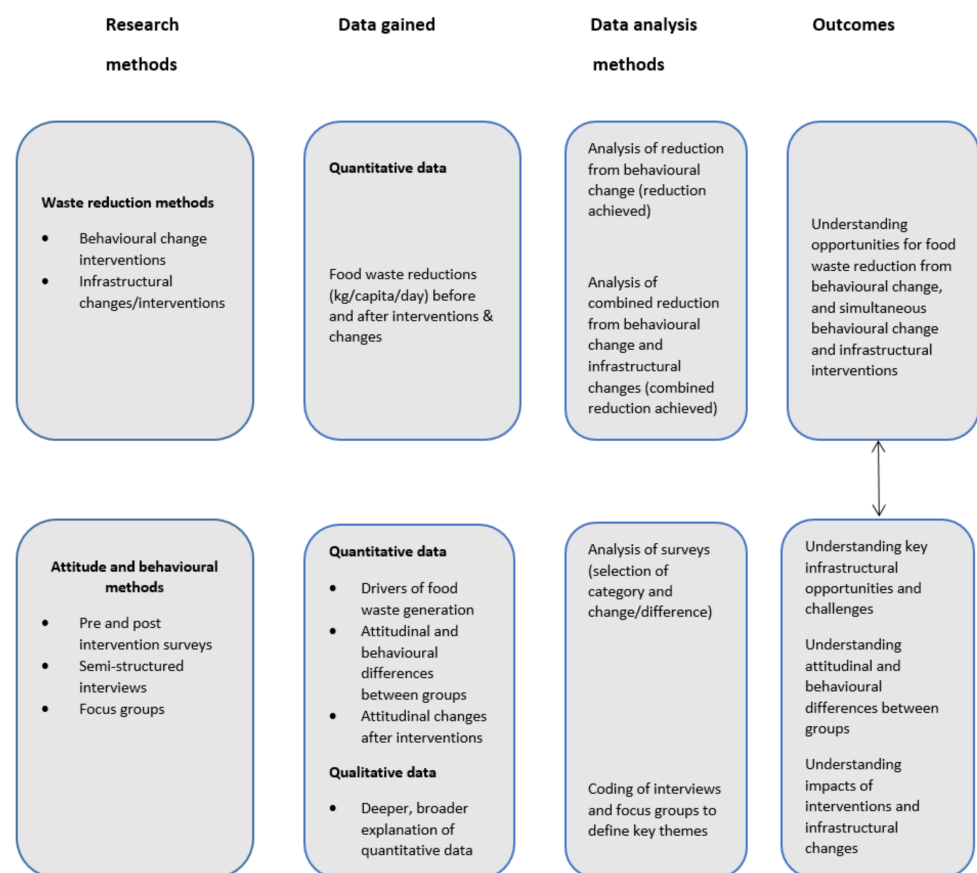 Research
methods
Data gained
Data analysis
methods
Outcomes
Waste reduction methods
• Behavioural change
interventions
• Infrastructural
changes/interventions
Quantitative data
Food waste reductions
(kg/capita/day) before
and after interventions &
changes
Analysis of reduction
from behavioural
change (reduction
achieved)
Analysis of
combined reduction
from behavioural
change and
infrastructural
changes (combined
reduction achieved)
Understanding
opportunities for food
waste reduction from
behavioural change,
and simultaneous
behavioural change
and infrastructural
interventions
Attitude and behavioural
methods
• Pre and post
intervention surveys
• Semi-structured
interviews
• Focus groups
Quantitative data
• Drivers of food
waste generation
• Attitudinal and
behavioural
differences
between groups
• Attitudinal changes
after interventions
Qualitative data
• Deeper, broader
explanation of
quantitative data
Analysis of surveys
(selection of
category and
change/difference)
Coding of interviews
and focus groups to
define key themes
Understanding key
infrastructural
opportunities and
challenges
Understanding
attitudinal and
behavioural
differences between
groups
Understanding
impacts of
interventions and
infrastructural
changes